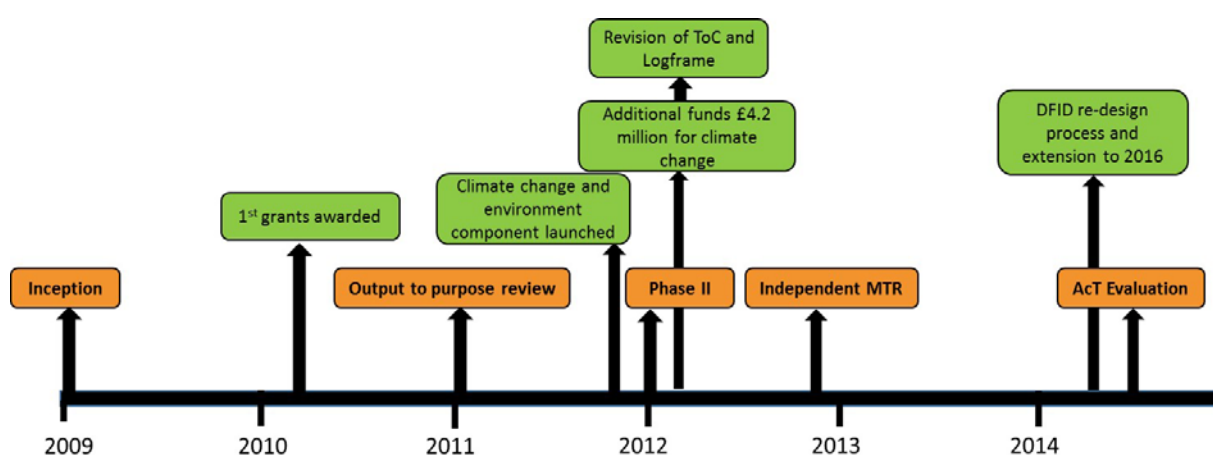 Revision of ToC and
Logframe
Additional funds £4.2
million for climate
change
DFID re-design
process and
extension to 2016
Climate change and
environment
component launched
1st grants awarded
Inception
Output to purpose review
Phase II
Independent MTR
AcT Evaluation
2009
2010
2011
2012
2013
2014